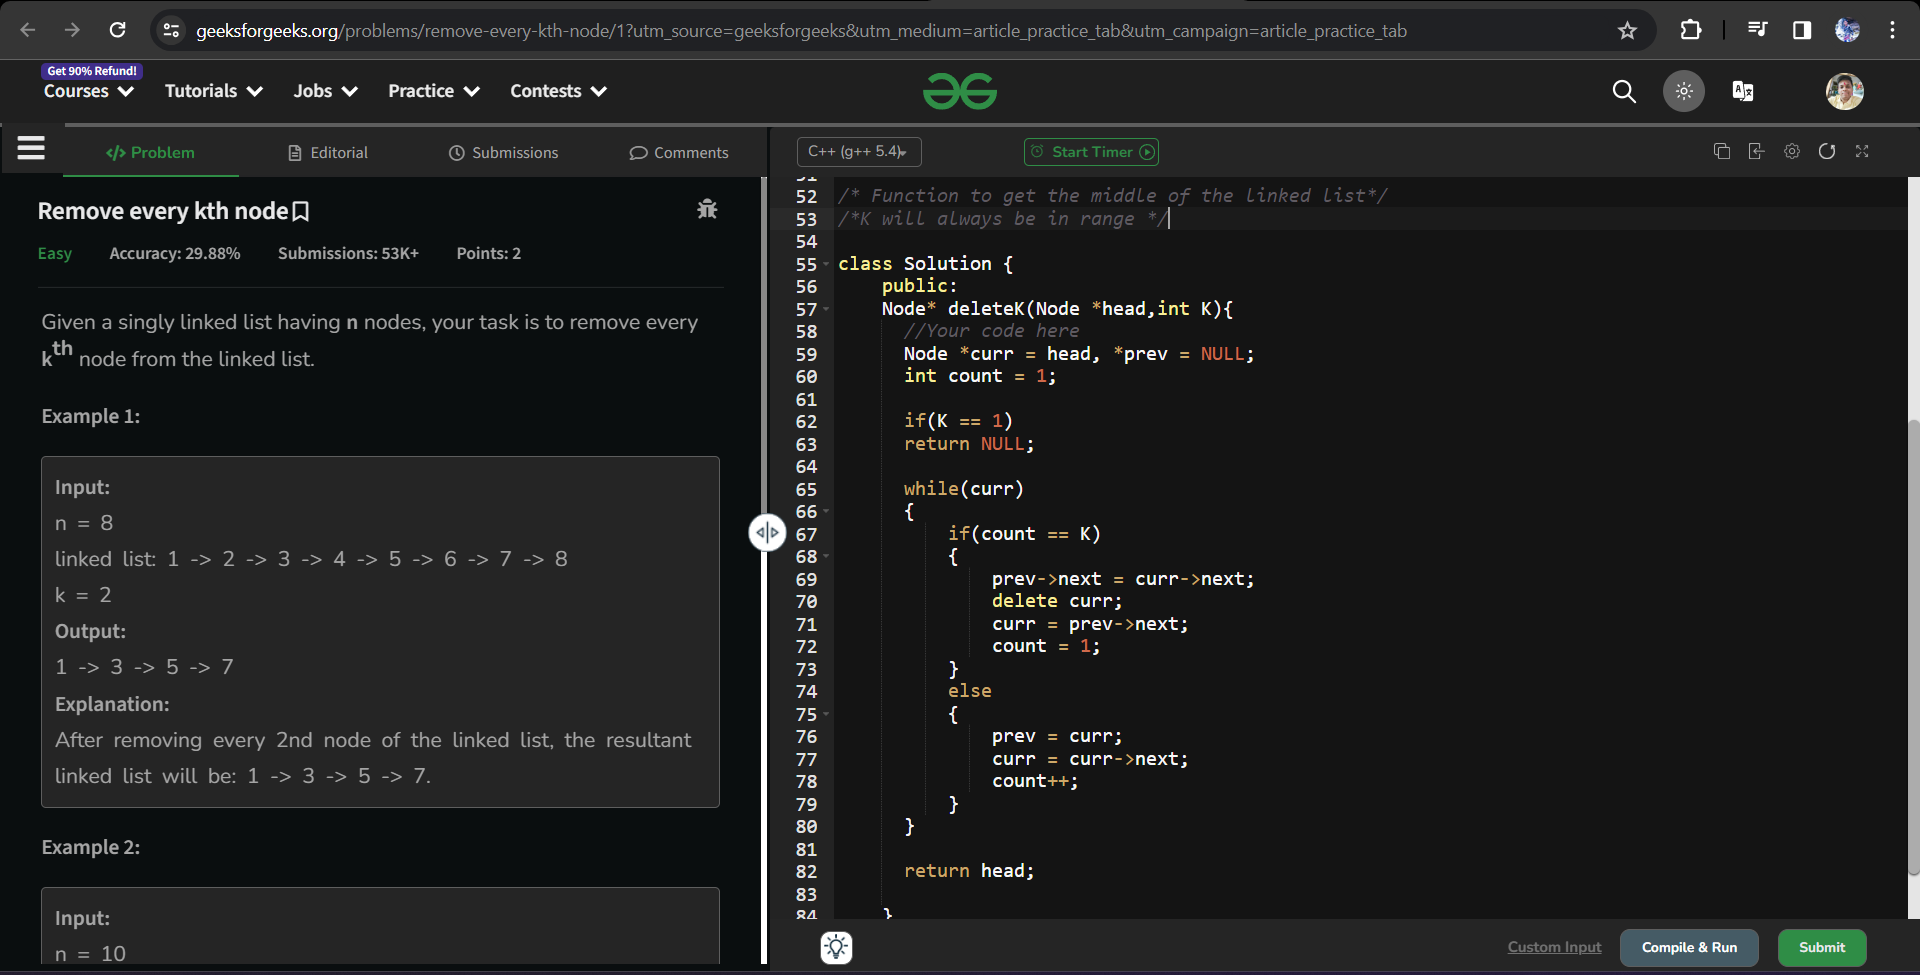 geeksforgeeks.org/problems/remove-every-kth-node/1?utm_source=geeksforgeeks&utm_medium=article_practice_tab&utm_campaign=article_practice_tab
Get 90% Refund!
Courses Tutorials Jobs Practice Contests
Problem Editorial Submissions Comments
Remove every kth node
Easy Accuracy: 29.88% Submissions: 53K+ Points: 2
Given a singly linked list having n nodes, your task is to remove every
kth node from the linked list.
Example 1:
Input:
n = 8
linked list: 1 -> 2 -> 3 -> 4 -> 5 -> 6 -> 7 -> 8
k = 2
Output:
1 -> 3 -> 5 -> 7
Explanation:
After removing every 2nd node of the linked list, the resultant
linked list will be: 1 -> 3 -> 5 -> 7.
Example 2:
Input:
n = 10
C++ (g++ 5.4) Start Timer
51
52 /* Function to get the middle of the linked list*/
53 /*K will always be in range */
54
55 class Solution {
56 public:
57 Node* deleteK(Node *head,int K){
58 //Your code here
59 Node *curr = head, *prev = NULL;
60 int count = 1;
61
62 if(K == 1)
63 return NULL;
64
65 while(curr)
66 {
67 if(count == K)
68 {
69 prev->next = curr->next;
70 delete curr;
71 curr = prev->next;
72 count = 1;
73 }
74 else
75 {
76 prev = curr;
77 curr = curr->next;
78 count++;
79 }
80 }
81
82 return head;
83
84 }
Custom Input Compile & Run Submit